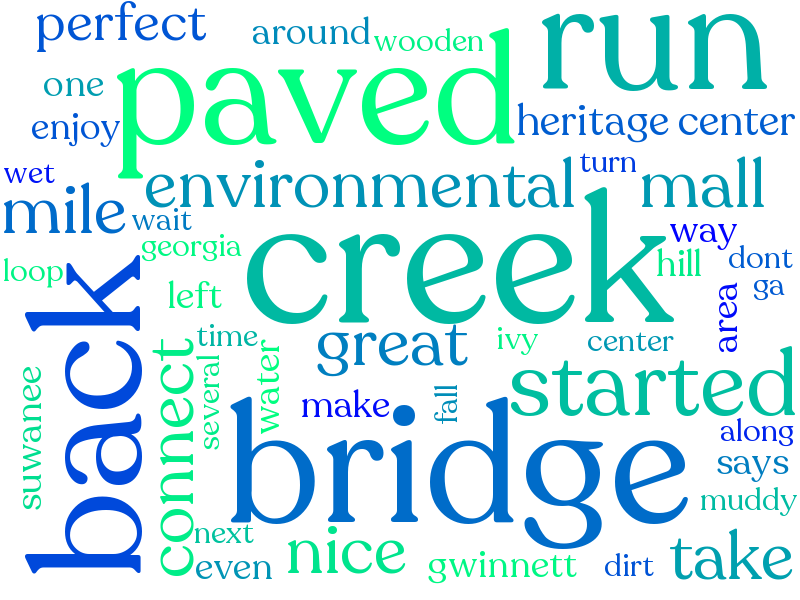 perfect
around
wooden
run
one
paved
enjoy
heritage center
wet
environmental
turn
mall
mile
wait
creek
way
georgia
hill
dont
loop
left
ga
back
time
great
ivy
center
area
connect
several
water
suwanee
make
fall
started
bridge
along
says
muddy
next
even
nice
gwinnett
dirt
take